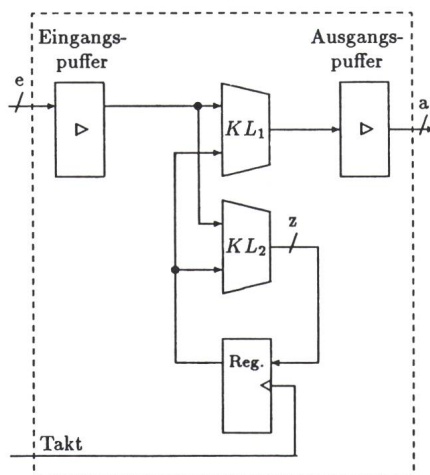 Eingangs-
puffer
Ausgangs-
puffer
e
a
KL₁
KL₂
z
Reg.
Takt